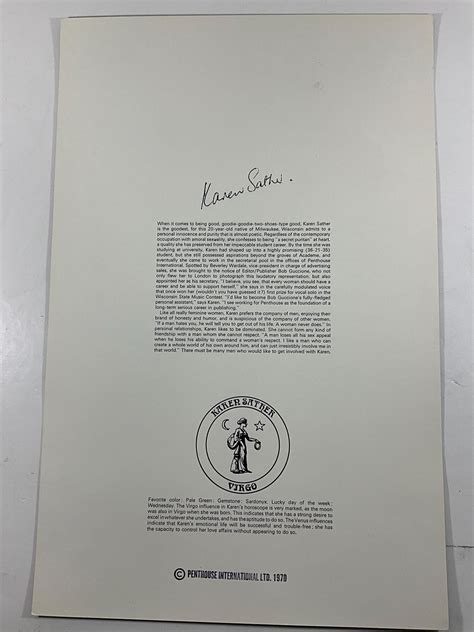 Karen Sather.
When it comes to being good, goodie-goodie-two-shoes-type good, Karen Sather
is the goodest, for this 20-year-old native of Milwaukee, Wisconsin admits to a
personal innocence and purity that is almost poetic. Regardless of the contemporary
occupation with amoral sexuality, she confesses to being "a secret puritan" at heart,
a quality she has preserved from her impeccable student career. By the time she was
studying at university, Karen had shaped up into a highly promising (36-21-35)
student, but she still possessed aspirations beyond the groves of Academe, and
eventually she came to work in the secretarial pool in the offices of Penthouse
International. Spotted by Beverley Wardale, vice-president in charge of advertising
sales, she was brought to the notice of Editor/Publisher Bob Guccione, who not
only flew her to London to photograph this laudatory representation, but also
appointed her as his secretary. "I believe, you see, that every woman should have a
career and be able to support herself," she says in the carefully modulated voice
that once won her (wouldn't you have guessed it?) first prize for vocal solo in the
Wisconsin State Music Contest. "I'd like to become Bob Guccione's fully-fledged
personal assistant," says Karen. "I see working for Penthouse as the foundation of a
long-term serious career in publishing."
Like all really feminine women, Karen prefers the company of men, enjoying their
brand of honesty and humor, and is suspicious of the company of other women.
"If a man hates you, he will tell you to get out of his life. A woman never does." In
personal relationships, Karen likes to be dominated. She cannot form any kind of
friendship with a man whom she cannot respect. "A man loses all his sex appeal
when he loses his ability to command a woman's respect. I like a man who can
create a whole world of his own around him, and can just irresistibly involve me in
that world." There must be many men who would like to get involved with Karen.
KAREN SATHER
VIRGO
Favorite color: Pale Green: Gemstone: Sardonux. Lucky day of the week:
Wednesday. The Virgo influence in Karen's horoscope is very marked, as the moon
was also in Virgo when she was born. This indicates that she has a strong desire to
excel in whatever she undertakes, and has the aptitude to do so. The Venus influences
indicate that Karen's emotional life will be successful and trouble-free; she has
the capacity to control her love affairs without appearing to do so.
© PENTHOUSE INTERNATIONAL LTD. 1970